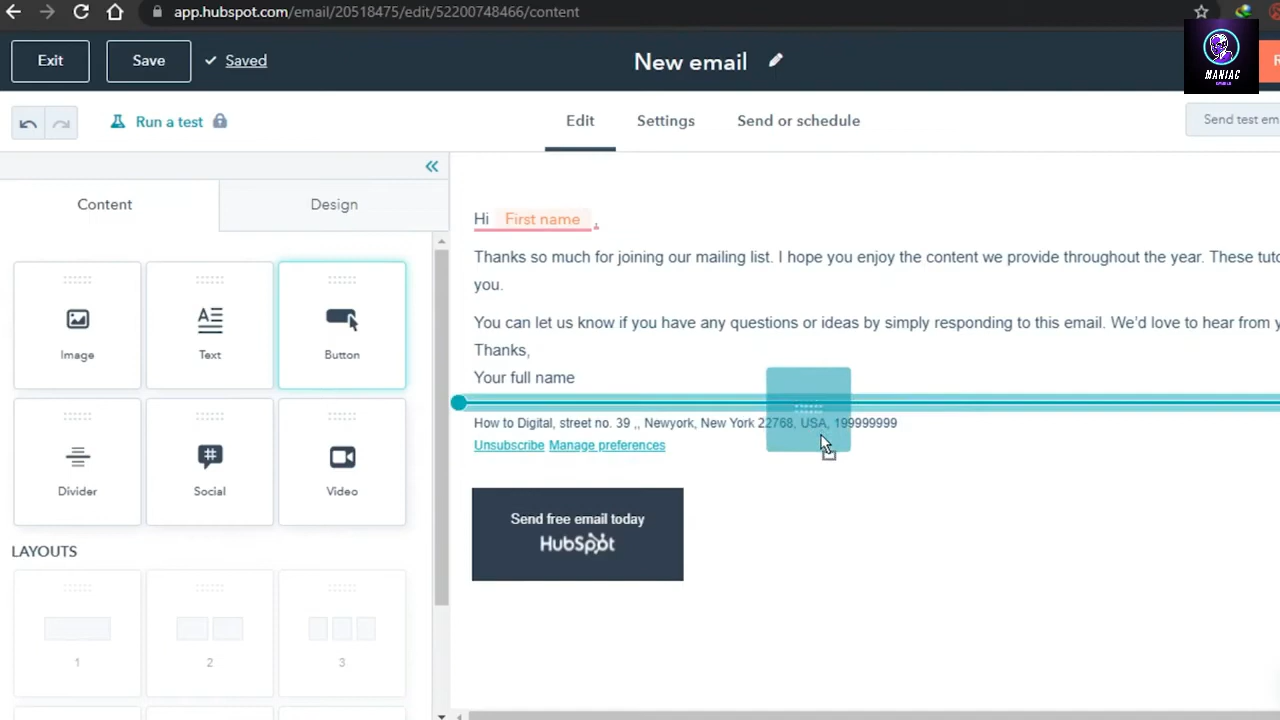 app.hubspot.com/email/20518475/edit/52200748466/content
Exit
Save
Saved
New email
MANIAC
R
Run a test
Edit
Settings
Send or schedule
Send test em
Content
Design
Image
Text
Button
Divider
Social
Video
LAYOUTS
1
2
3
Hi First name ,
Thanks so much for joining our mailing list. I hope you enjoy the content we provide throughout the year. These tuto
you.
You can let us know if you have any questions or ideas by simply responding to this email. We'd love to hear from y
Thanks,
Your full name
How to Digital, street no. 39 ,, Newyork, New York 22768, USA, 199999999
Unsubscribe Manage preferences
Send free email today
HubSpot